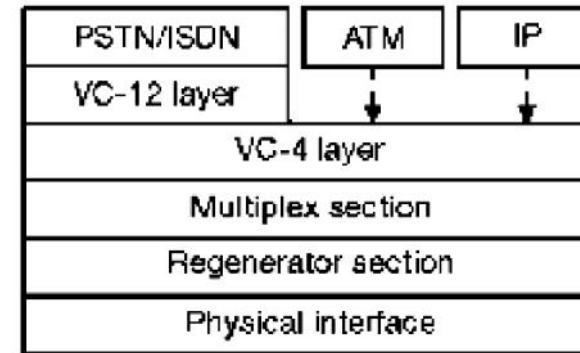 PSTN/ISDN ATM IP
VC-12 layer
VC-4 layer
Multiplex section
Regenerator section
Physical interface